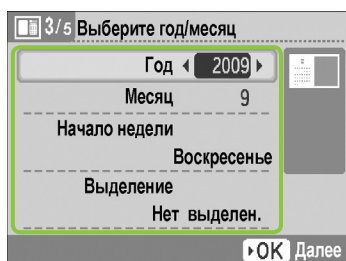 3/5 Выберите год/месяц
Год 2009
Месяц 9
Начало недели
Воскресенье
Выделение
Нет выделен.
OK Далее